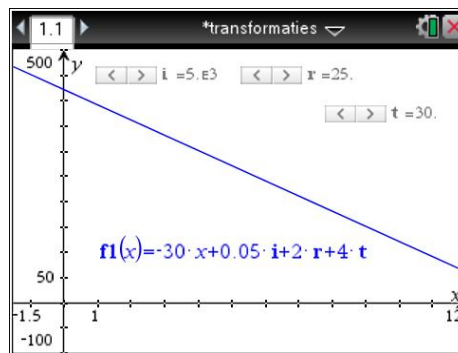 1.1 *transformaties
500 y
< > i =5.E3 < > r =25.
< > t =30.
f1(x)=-30·x+0.05·i+2·r+4·t
50
x
-1.5 1 12
-100